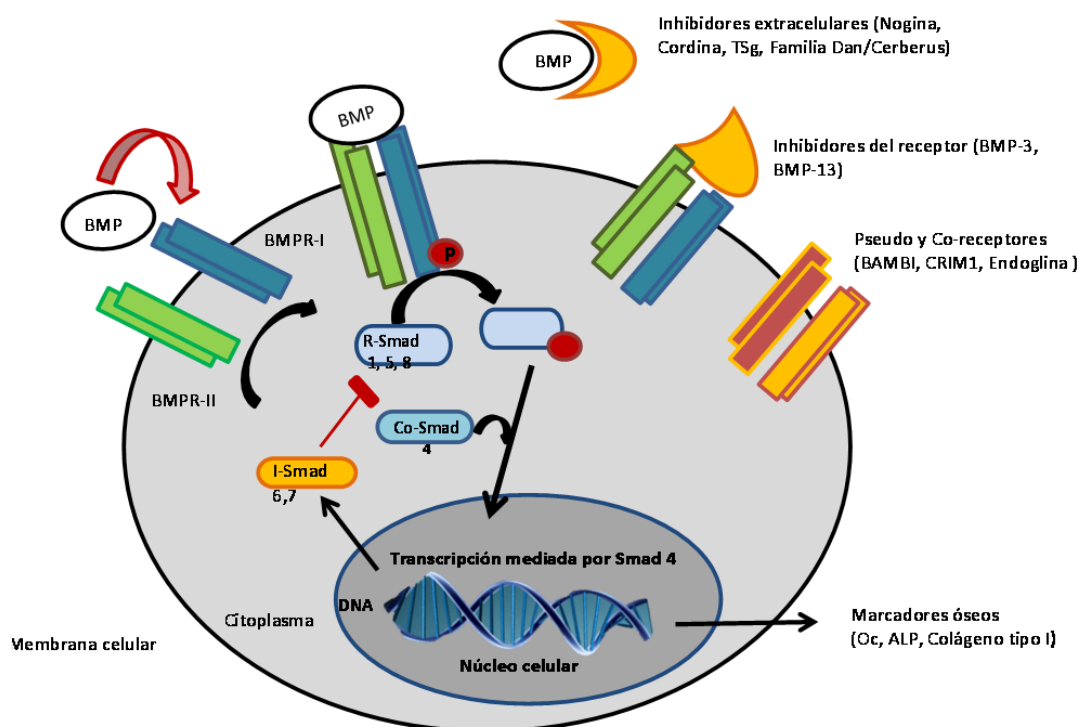 Inhibidores extracelulares (Nogina,
Cordina, TSg, Familia Dan/Cerberus)
BMP
BMP
Inhibidores del receptor (BMP-3,
BMP-13)
BMP
BMPR-I
P
Pseudo y Co-receptores
(BAMBI, CRIM1, Endoglina )
R-Smad
1, 5, 8
BMPR-II
Co-Smad
4
I-Smad
6,7
Transcripción mediada por Smad 4
DNA
Citoplasma
Marcadores óseos
(Oc, ALP, Colágeno tipo I)
Membrana celular
Núcleo celular